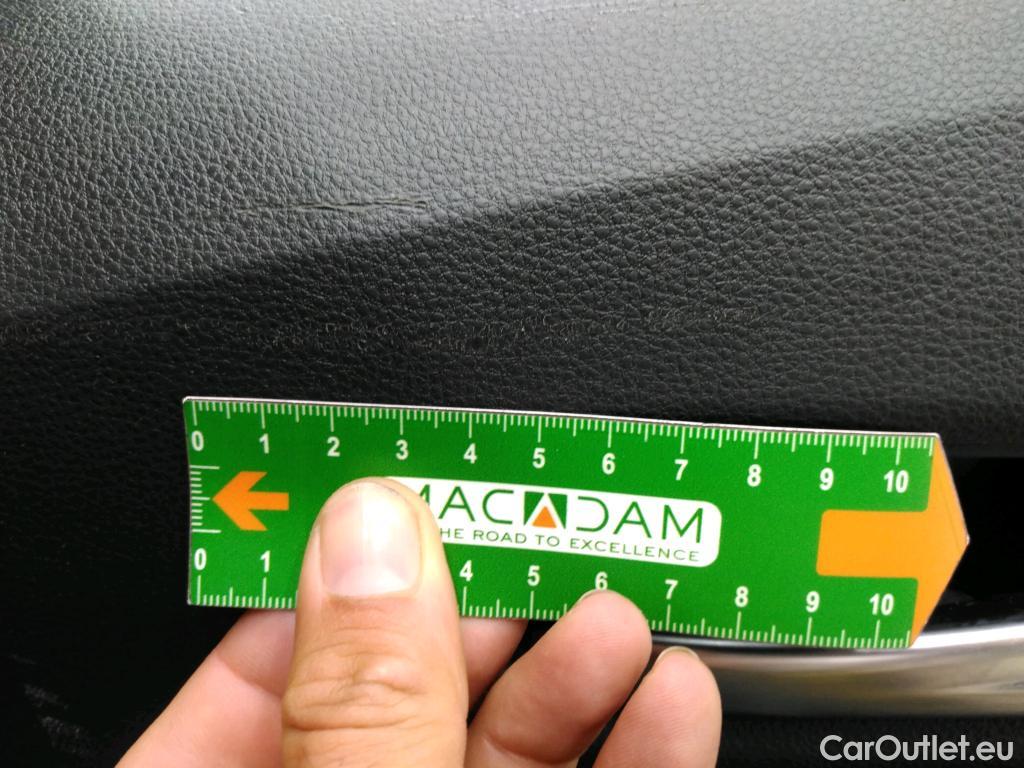 0 1 2 3 4 5 6 7 8 9 10
MACADAM
HE ROAD TO EXCELLENCE
0 1 4 5 6 7 8 9 10
CarOutlet.eu